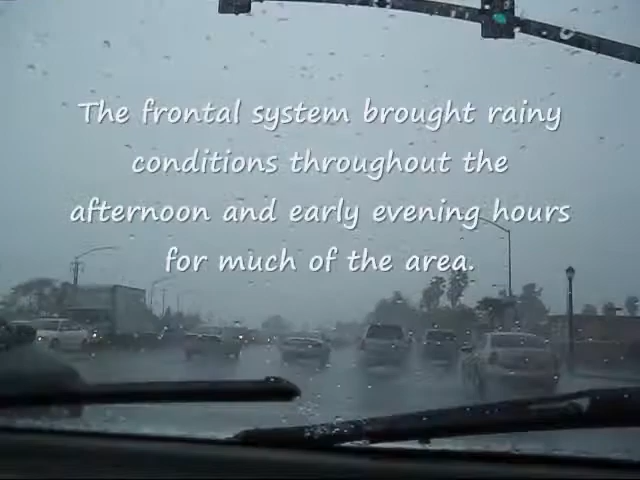 The frontal system brought rainy
conditions throughout the
afternoon and early evening hours
for much of the area.